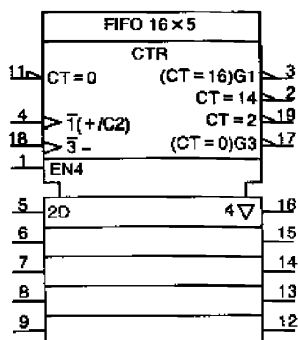 FIFO 16×5
CTR
11 CT=0 (CT=16)G1 3
CT=14 2
4 1̅(+/C2) CT=2 19
18 3̅− (CT=0)G3 17
1 EN4
5 2D 4▽ 16
6 15
7 14
8 13
9 12